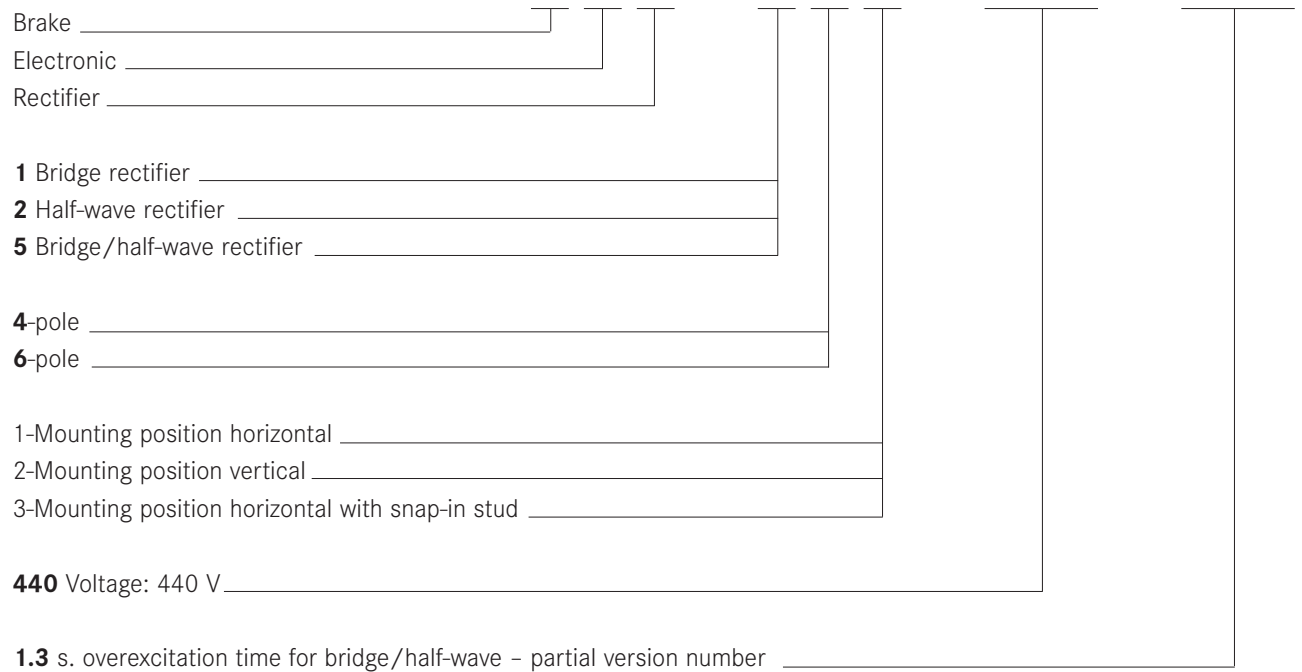 Brake
Electronic
Rectifier
1 Bridge rectifier
2 Half-wave rectifier
5 Bridge/half-wave rectifier
4-pole
6-pole
1-Mounting position horizontal
2-Mounting position vertical
3-Mounting position horizontal with snap-in stud
440 Voltage: 440 V
1.3 s. overexcitation time for bridge/half-wave – partial version number